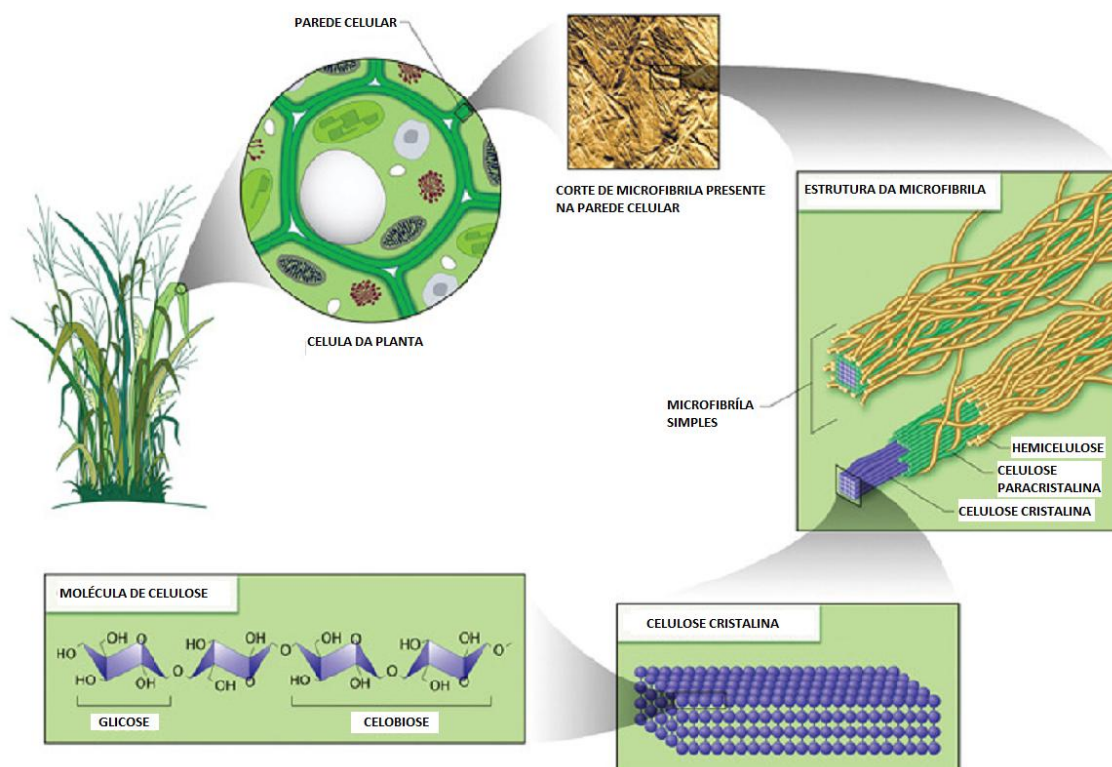 PAREDE CELULAR
CELULA DA PLANTA
CORTE DE MICROFIBRILA PRESENTE
NA PAREDE CELULAR
ESTRUTURA DA MICROFIBRILA
MICROFIBRÍLA
SIMPLES
HEMICELULOSE
CELULOSE
PARACRISTALINA
CELULOSE CRISTALINA
MOLÉCULA DE CELULOSE
HO OH O HO OH O OH O HO OH O
HO OH O OH O HO OH O OH O
GLICOSE
CELOBIOSE
CELULOSE CRISTALINA